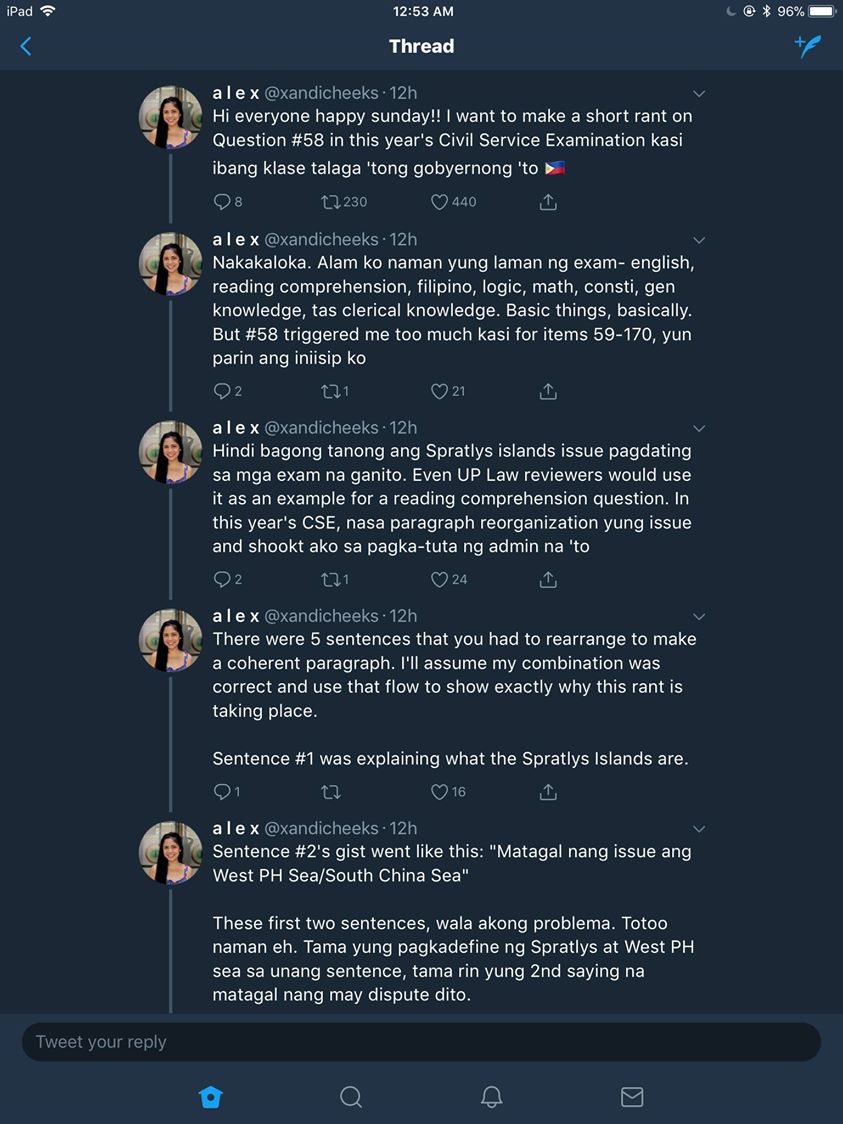 iPad 12:53 AM 96%
Thread
a l e x @xandicheeks · 12h
Hi everyone happy sunday!! I want to make a short rant on
Question #58 in this year's Civil Service Examination kasi
ibang klase talaga 'tong gobyernong 'to 🇵🇭
8 230 440
a l e x @xandicheeks · 12h
Nakakaloka. Alam ko naman yung laman ng exam- english,
reading comprehension, filipino, logic, math, consti, gen
knowledge, tas clerical knowledge. Basic things, basically.
But #58 triggered me too much kasi for items 59-170, yun
parin ang iniisip ko
2 1 21
a l e x @xandicheeks · 12h
Hindi bagong tanong ang Spratlys islands issue pagdating
sa mga exam na ganito. Even UP Law reviewers would use
it as an example for a reading comprehension question. In
this year's CSE, nasa paragraph reorganization yung issue
and shookt ako sa pagka-tuta ng admin na 'to
2 1 24
a l e x @xandicheeks · 12h
There were 5 sentences that you had to rearrange to make
a coherent paragraph. I'll assume my combination was
correct and use that flow to show exactly why this rant is
taking place.
Sentence #1 was explaining what the Spratlys Islands are.
1 16
a l e x @xandicheeks · 12h
Sentence #2's gist went like this: "Matagal nang issue ang
West PH Sea/South China Sea"
These first two sentences, wala akong problema. Totoo
naman eh. Tama yung pagkadefine ng Spratlys at West PH
sea sa unang sentence, tama rin yung 2nd saying na
matagal nang may dispute dito.
Tweet your reply